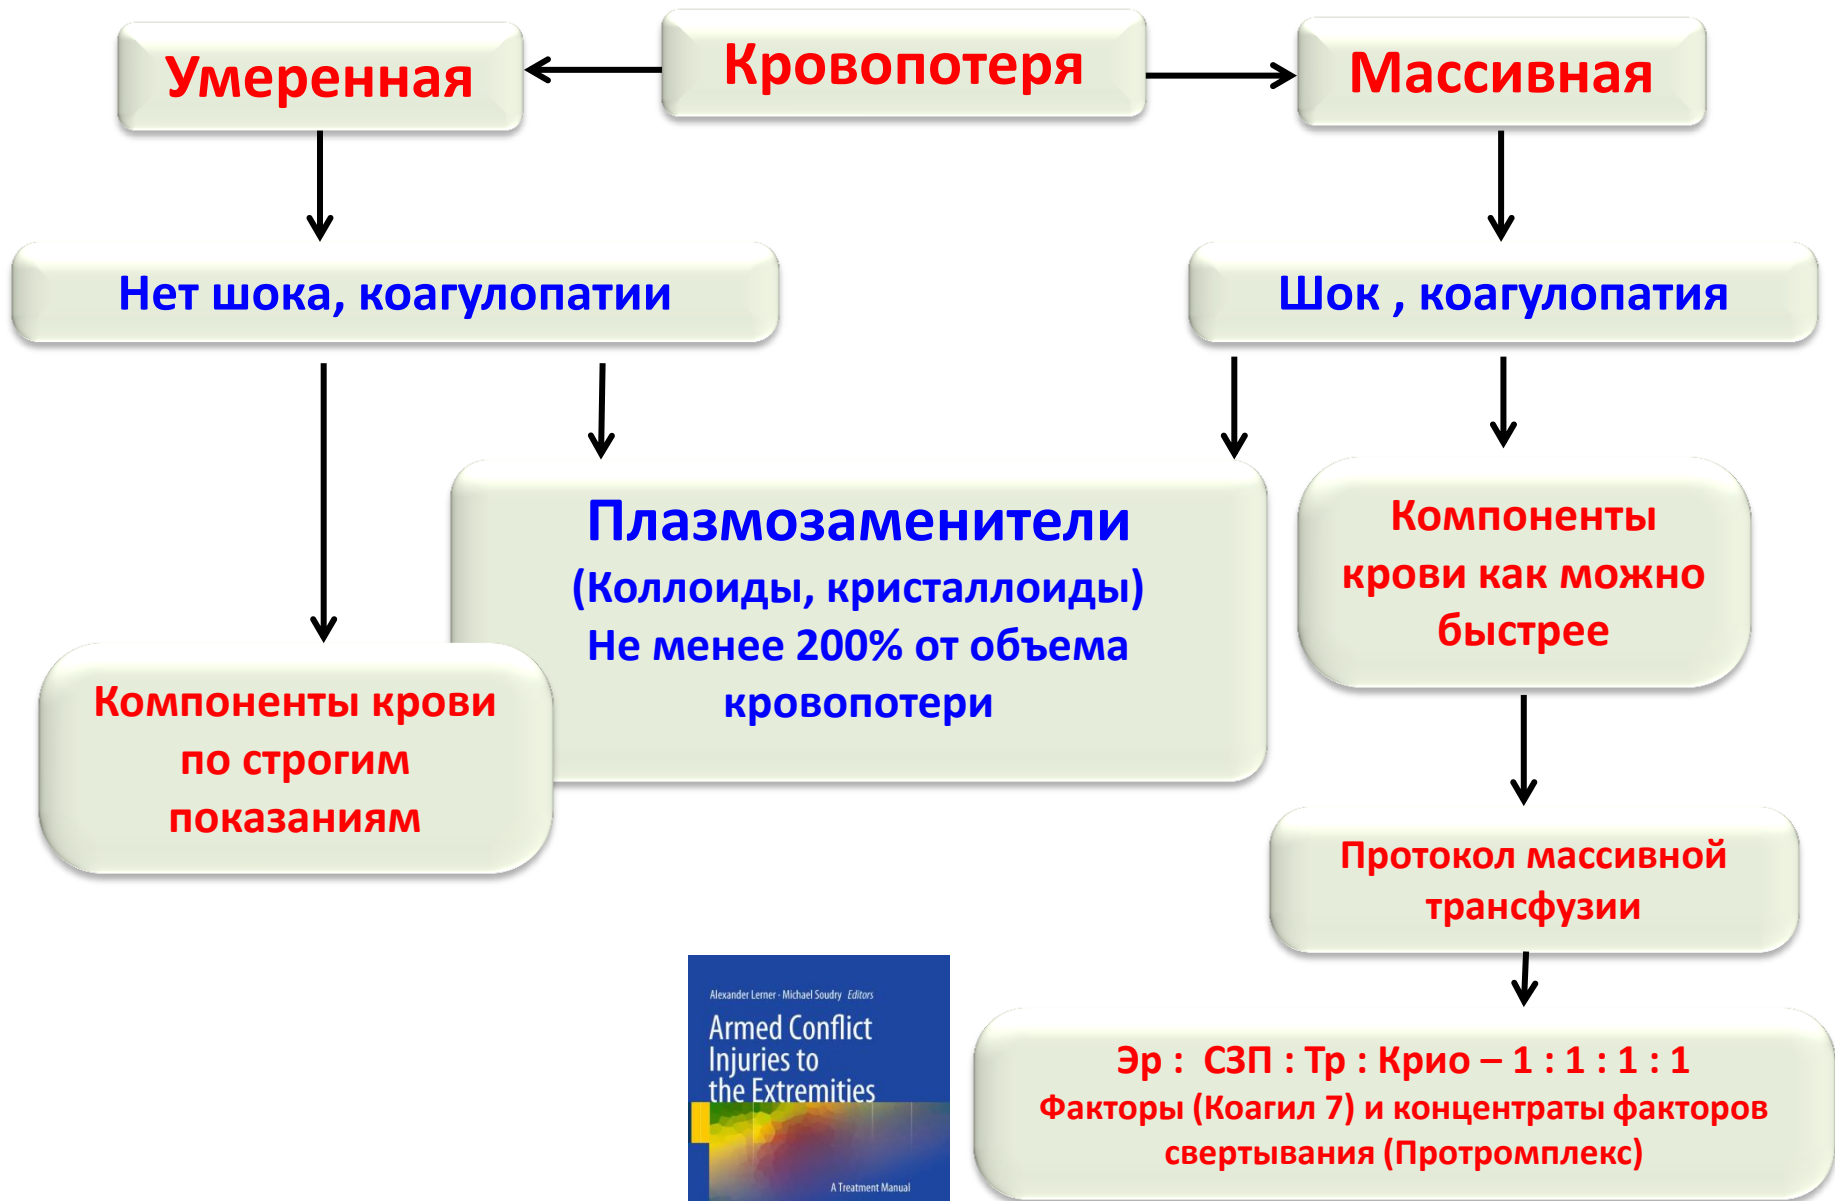 Кровопотеря
Умеренная
Массивная
Нет шока, коагулопатии
Шок , коагулопатия
Плазмозаменители
(Коллоиды, кристаллоиды)
Не менее 200% от объема
кровопотери
Компоненты
крови как можно
быстрее
Компоненты крови
по строгим
показаниям
Протокол массивной
трансфузии
Эр : СЗП : Тр : Крио – 1 : 1 : 1 : 1
Факторы (Коагил 7) и концентраты факторов
свертывания (Протромплекс)
Alexander Lerner · Michael Soudry Editors
Armed Conflict
Injuries to
the Extremities
A Treatment Manual